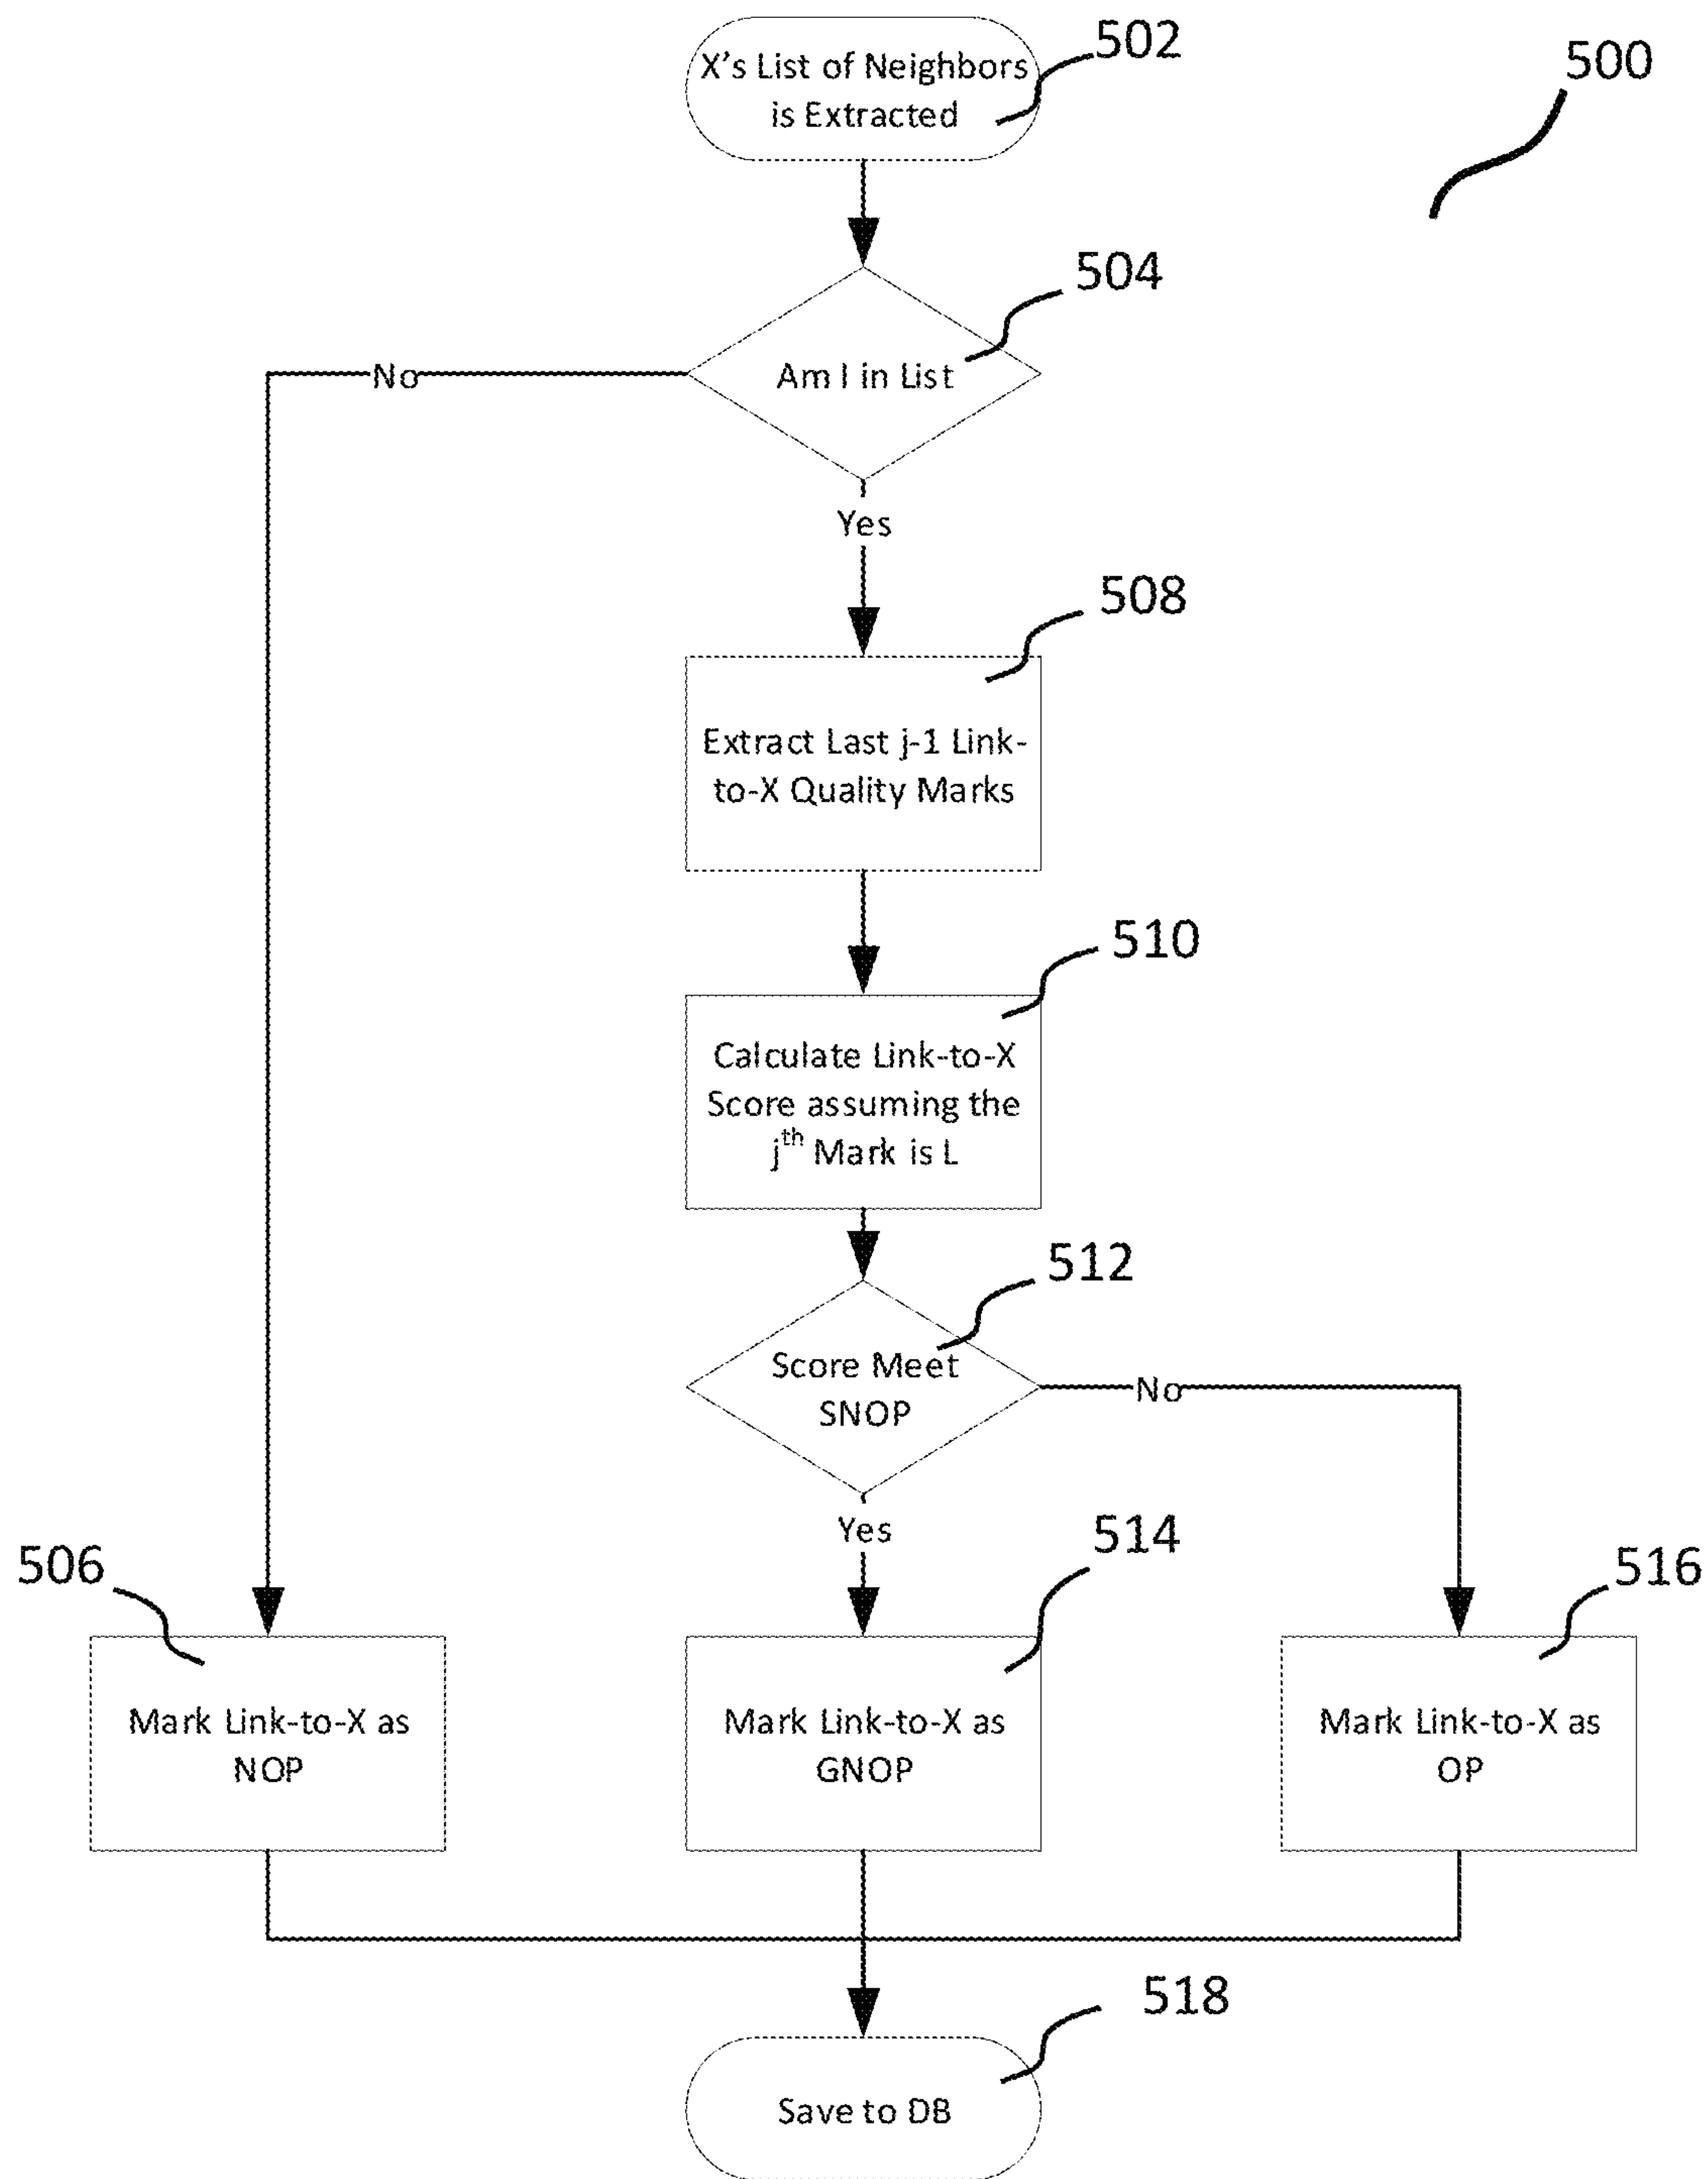 502
X's List of Neighbors
is Extracted
500
504
Am I in List
No
Yes
508
Extract Last j-1 Link-
to-X Quality Marks
510
Calculate Link-to-X
Score assuming the
jth Mark is L
512
Score Meet
SNOP
No
Yes
506
514
516
Mark Link-to-X as
NOP
Mark Link-to-X as
GNOP
Mark Link-to-X as
OP
518
Save to DB